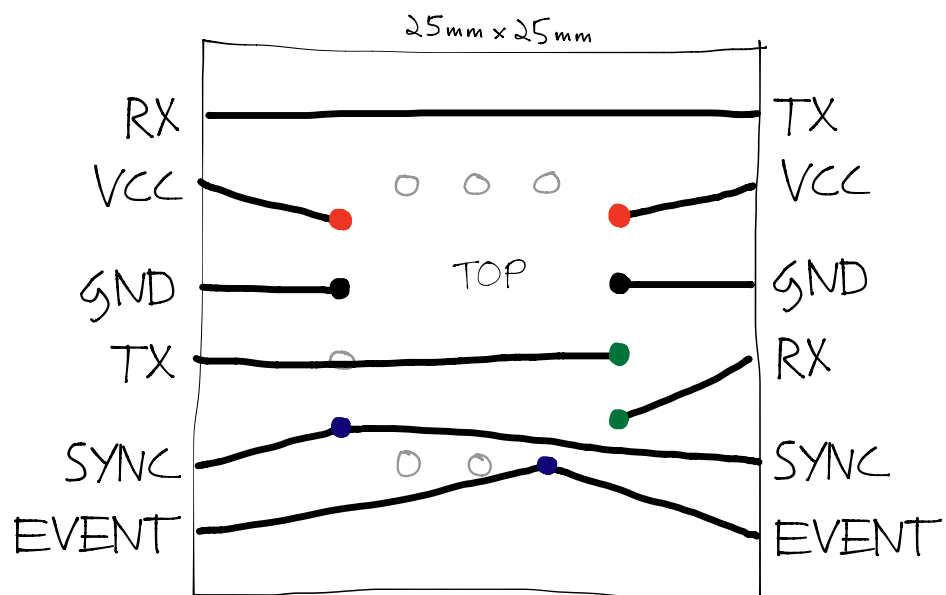 25mm x 25mm
RX TX
VCC VCC
GND GND
TOP
TX RX
SYNC SYNC
EVENT EVENT